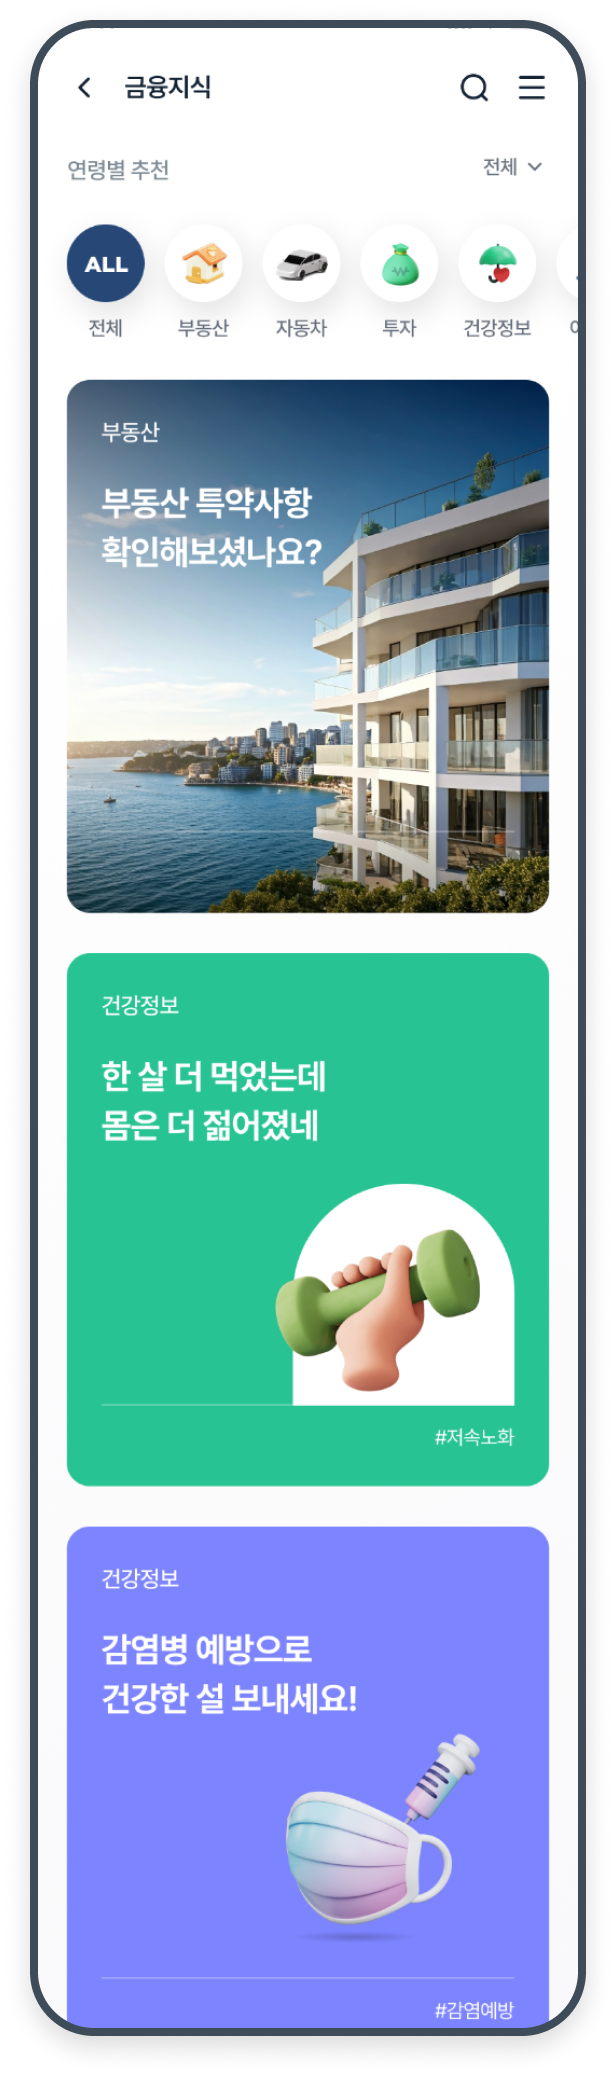 금융지식
연령별 추천
전체
ALL
전체
부동산
자동차
투자
건강정보
부동산
부동산 특약사항
확인해보셨나요?
건강정보
한 살 더 먹었는데
몸은 더 젊어졌네
#저속노화
건강정보
감염병 예방으로
건강한 설 보내세요!
#감염예방